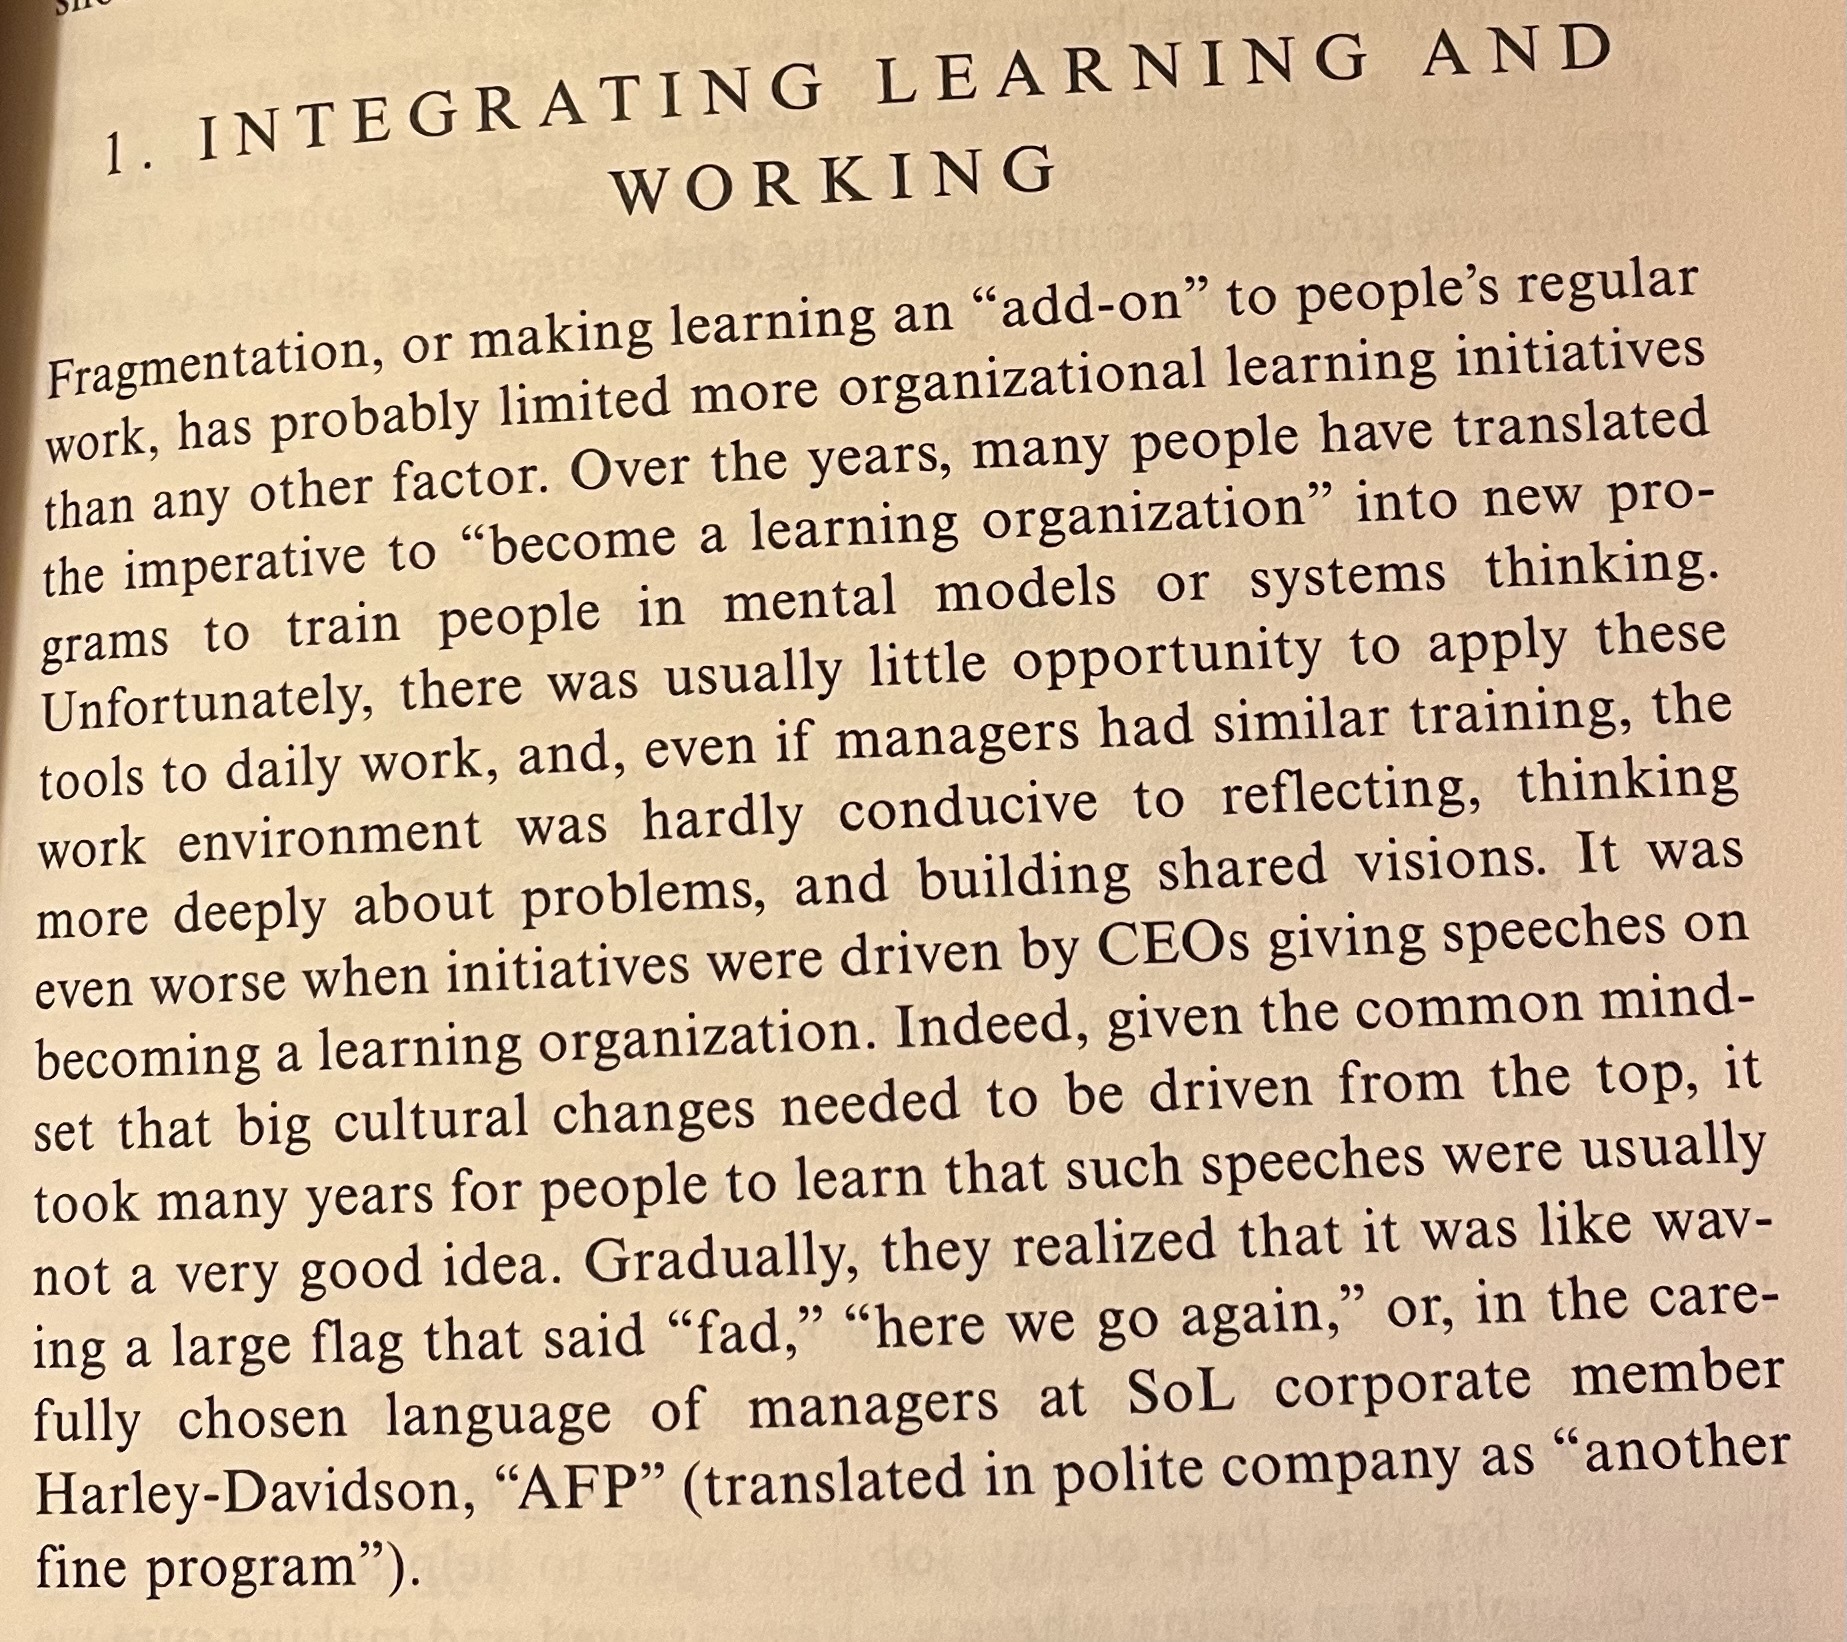 1. INTEGRATING LEARNING AND
WORKING
Fragmentation, or making learning an “add-on” to people’s regular
work, has probably limited more organizational learning initiatives
than any other factor. Over the years, many people have translated
the imperative to “become a learning organization” into new pro-
grams to train people in mental models or systems thinking.
Unfortunately, there was usually little opportunity to apply these
tools to daily work, and, even if managers had similar training, the
work environment was hardly conducive to reflecting, thinking
more deeply about problems, and building shared visions. It was
even worse when initiatives were driven by CEOs giving speeches on
becoming a learning organization. Indeed, given the common mind-
set that big cultural changes needed to be driven from the top, it
took many years for people to learn that such speeches were usually
not a very good idea. Gradually, they realized that it was like wav-
ing a large flag that said “fad,” “here we go again,” or, in the care-
fully chosen language of managers at SoL corporate member
Harley-Davidson, “AFP” (translated in polite company as “another
fine program”).